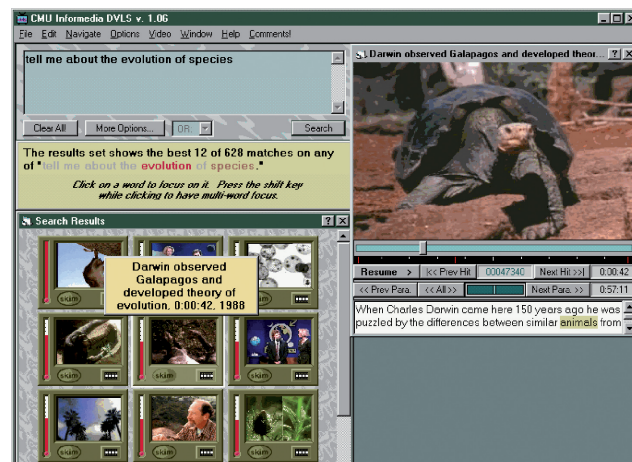 CMU Informedia DVLS v. 1.06
File Edit Navigate Options Video Window Help Comments!
tell me about the evolution of species
Clear All More Options... OR: Search
The results set shows the best 12 of 628 matches on any
of "tell me about the evolution of species."
Click on a word to focus on it. Press the shift key
while clicking to have multi-word focus.
Search Results
Darwin observed
Galapagos and
developed theory of
evolution, 0:00:42, 1988
skim
skim skim skim
skim skim skim
Darwin observed Galapagos and developed theor...
Resume > |<< Prev Hit 00047340 Next Hit >>| 0:00:42
<< Prev Para. << All >> Next Para. >> 0:57:11
When Charles Darwin came here 150 years ago he was
puzzled by the differences between similar animals from